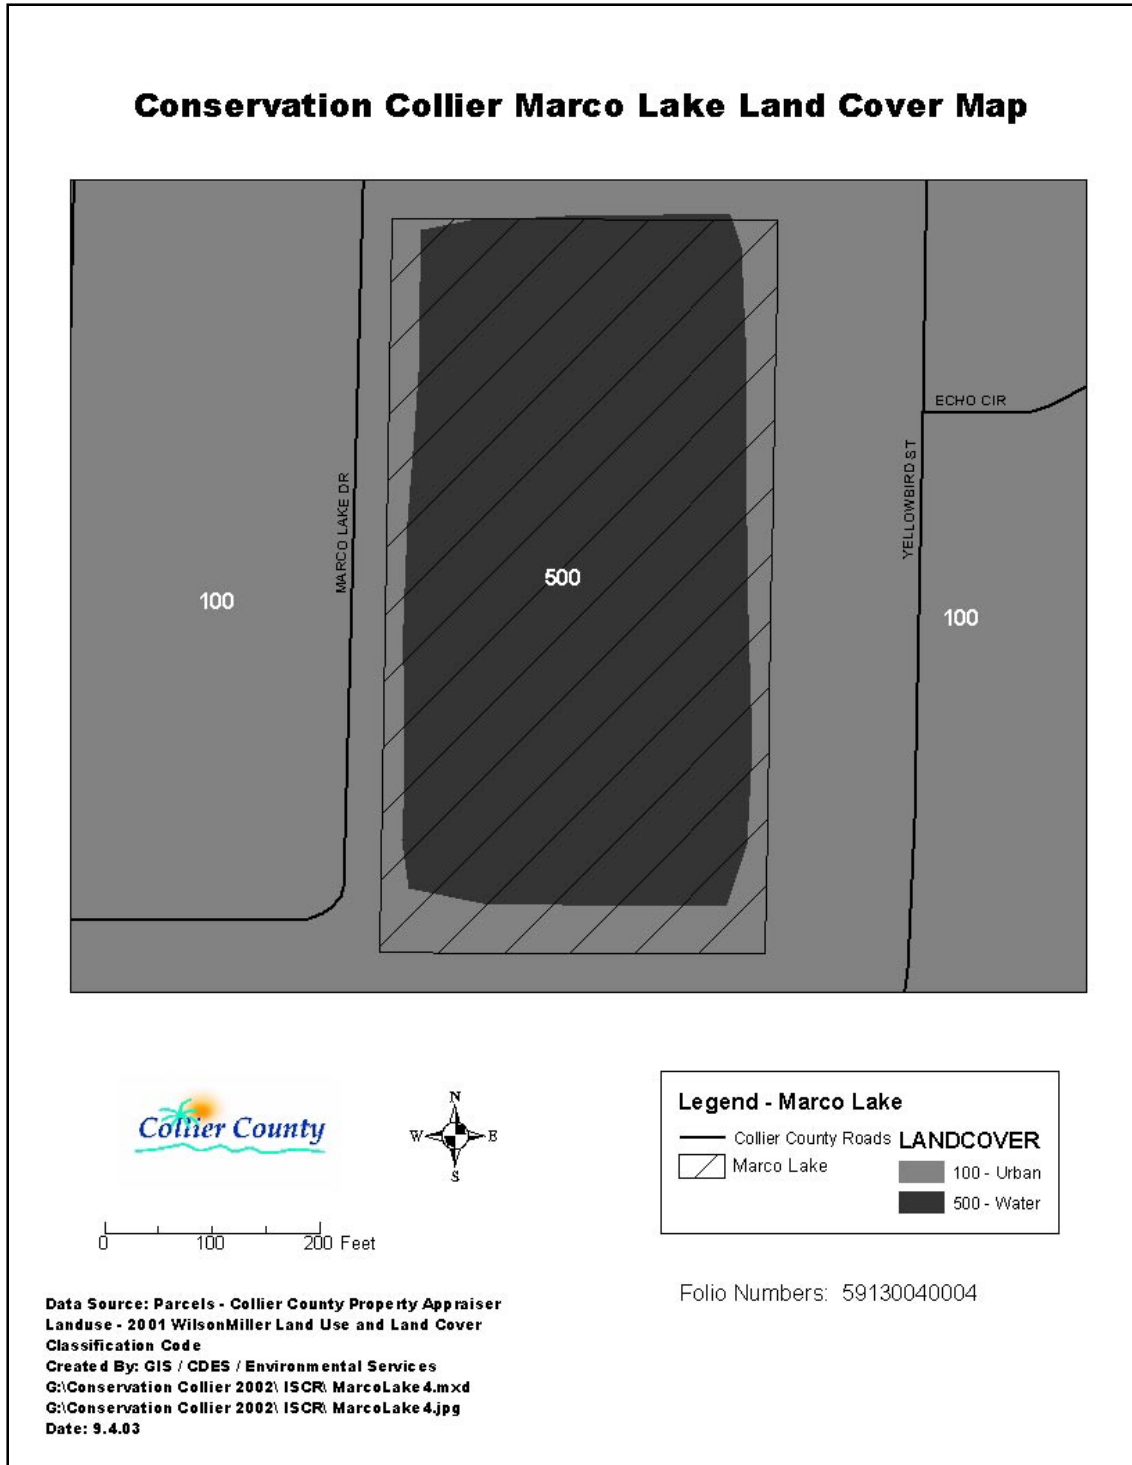 Conservation Collier Marco Lake Land Cover Map
ECHO CIR
MARCO LAKE DR
YELLOWBIRD ST
500
100
100
Collier County
N
W E
S
0 100 200 Feet
Legend - Marco Lake
Collier County Roads
Marco Lake
LANDCOVER
100 - Urban
500 - Water
Folio Numbers: 59130040004
Data Source: Parcels - Collier County Property Appraiser
Landuse - 2001 WilsonMiller Land Use and Land Cover
Classification Code
Created By: GIS / CDES / Environmental Services
G:\Conservation Collier 2002\ ISCR\ MarcoLake4.mxd
G:\Conservation Collier 2002\ ISCR\ MarcoLake4.jpg
Date: 9.4.03